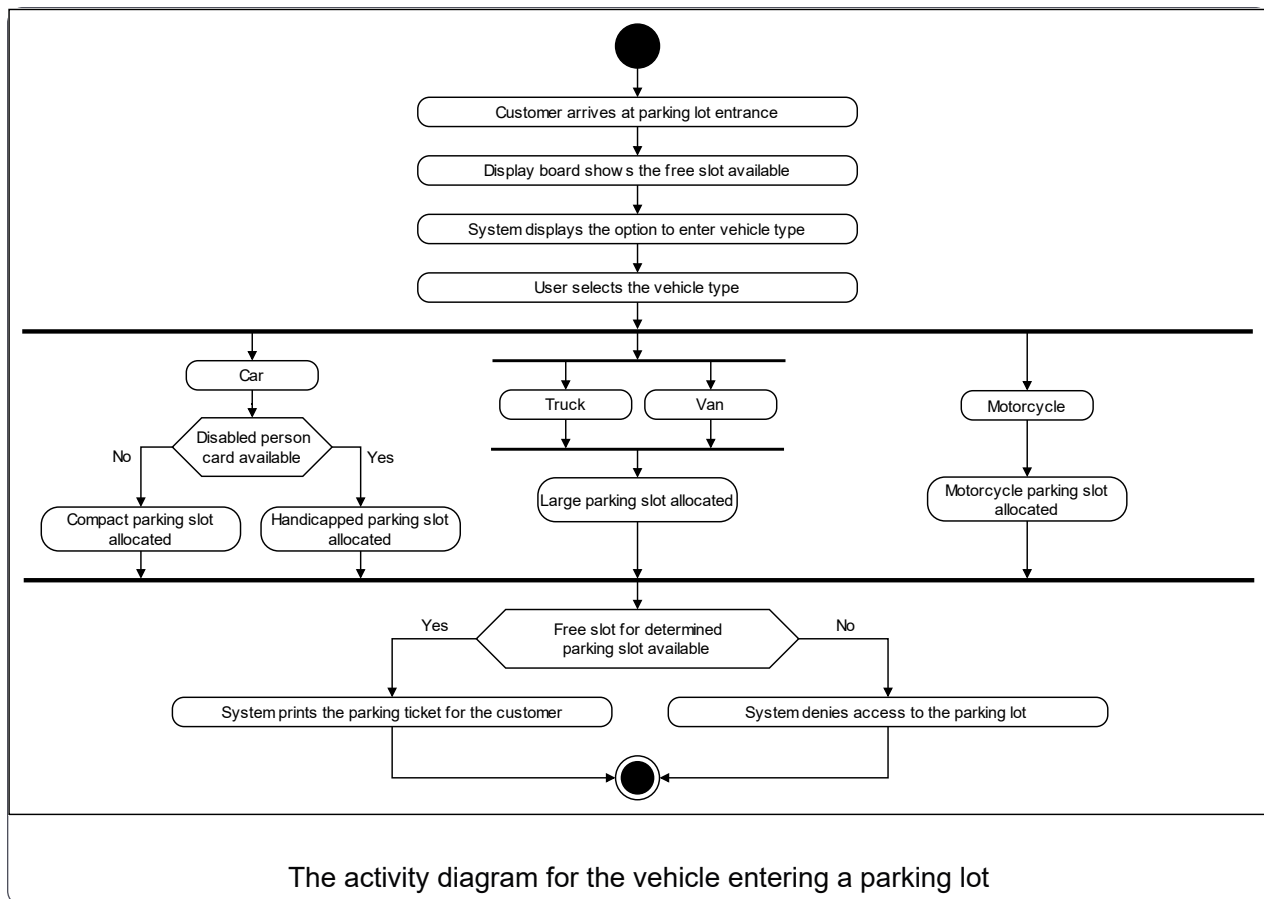 Customer arrives at parking lot entrance
Display board shows the free slot available
System displays the option to enter vehicle type
User selects the vehicle type
Car
Truck
Van
Motorcycle
Disabled person
card available
No
Yes
Compact parking slot
allocated
Handicapped parking slot
allocated
Large parking slot allocated
Motorcycle parking slot
allocated
Free slot for determined
parking slot available
Yes
No
System prints the parking ticket for the customer
System denies access to the parking lot
The activity diagram for the vehicle entering a parking lot